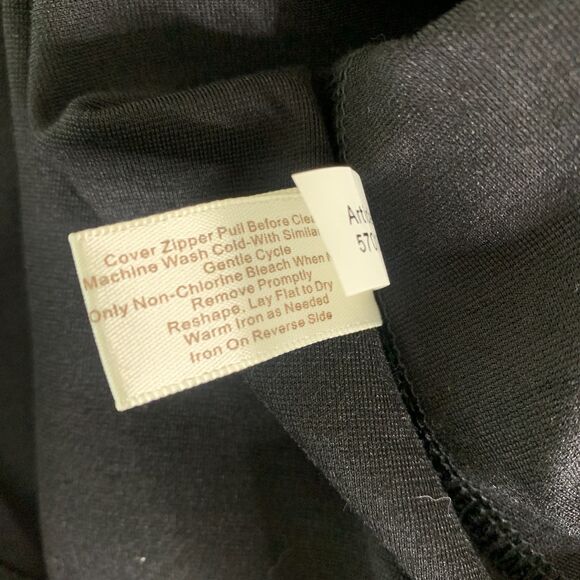 Cover Zipper Pull Before
Machine Wash Cold-With Similar
Gentle Cycle
Only Non-Chlorine Bleach When
Remove Promptly
Reshape, Lay Flat to Dry
Warm Iron as Needed
Iron On Reverse Side
570